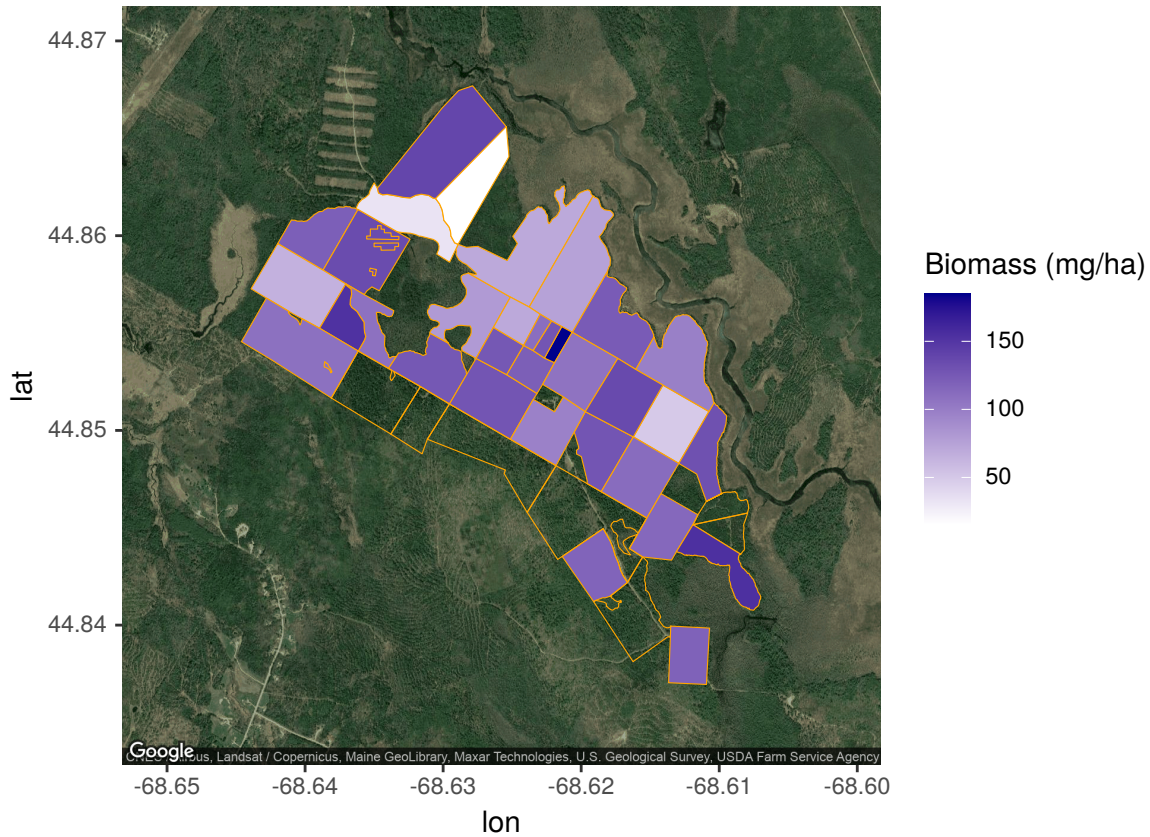 44.87
44.86
44.85
44.84
lat
Biomass (mg/ha)
150
100
50
Google
Landsat / Copernicus, Maine GeoLibrary, Maxar Technologies, U.S. Geological Survey, USDA Farm Service Agency
-68.65
-68.64
-68.63
-68.62
-68.61
-68.60
lon